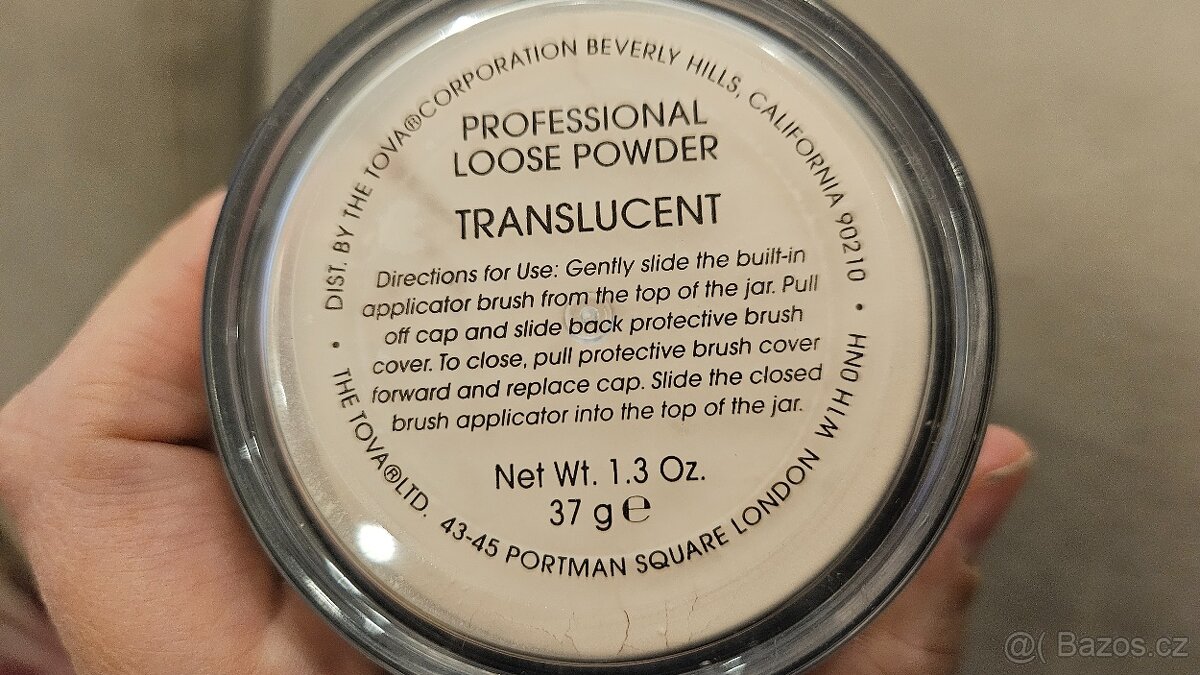 DIST. BY THE TOVA®CORPORATION BEVERLY HILLS, CALIFORNIA 90210 •
PROFESSIONAL
LOOSE POWDER
TRANSLUCENT
Directions for Use: Gently slide the built-in
applicator brush from the top of the jar. Pull
off cap and slide back protective brush
cover. To close, pull protective brush cover
forward and replace cap. Slide the closed
brush applicator into the top of the jar.
Net Wt. 1.3 Oz.
37 g ℮
• THE TOVA®LTD. 43-45 PORTMAN SQUARE LONDON W1H HNO
@( Bazos.cz